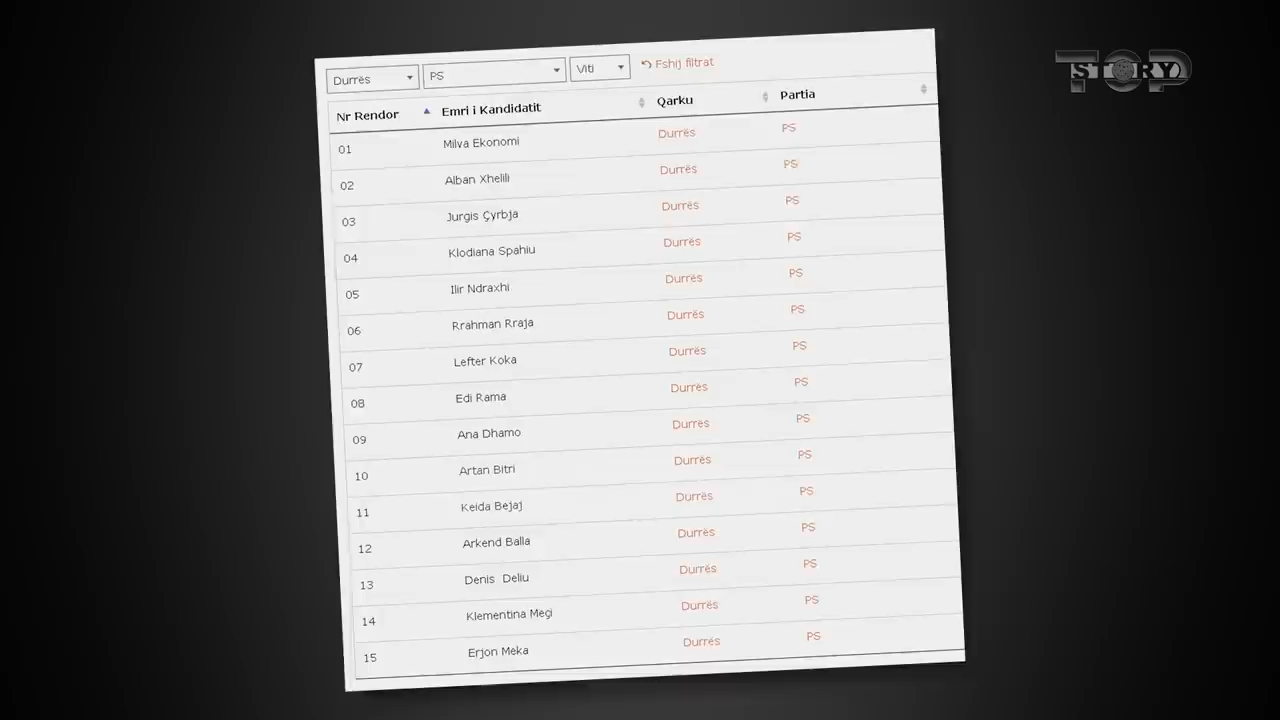 TOP STORY
Durrës PS Viti Fshij filtrat
Nr Rendor Emri i Kandidatit Qarku Partia
01 Milva Ekonomi Durrës PS
02 Alban Xhelili Durrës PS
03 Jurgis Çyrbja Durrës PS
04 Klodiana Spahiu Durrës PS
05 Ilir Ndraxhi Durrës PS
06 Rrahman Rraja Durrës PS
07 Lefter Koka Durrës PS
08 Edi Rama Durrës PS
09 Ana Dhamo Durrës PS
10 Artan Bitri Durrës PS
11 Keida Bejaj Durrës PS
12 Arkend Balla Durrës PS
13 Denis Deliu Durrës PS
14 Klementina Meçi Durrës PS
15 Erjon Meka Durrës PS